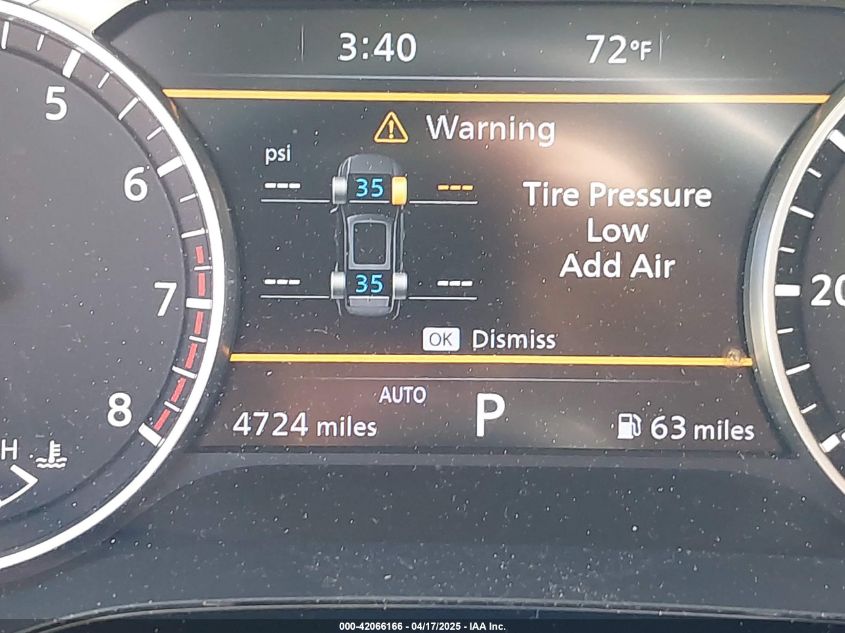 3:40 72°F
5
Warning
psi
6
--- 35 ---
Tire Pressure
Low
Add Air
7
--- 35 ---
20
OK Dismiss
8
AUTO
4724 miles P 63 miles
H
000-42066166 - 04/17/2025 - IAA Inc.